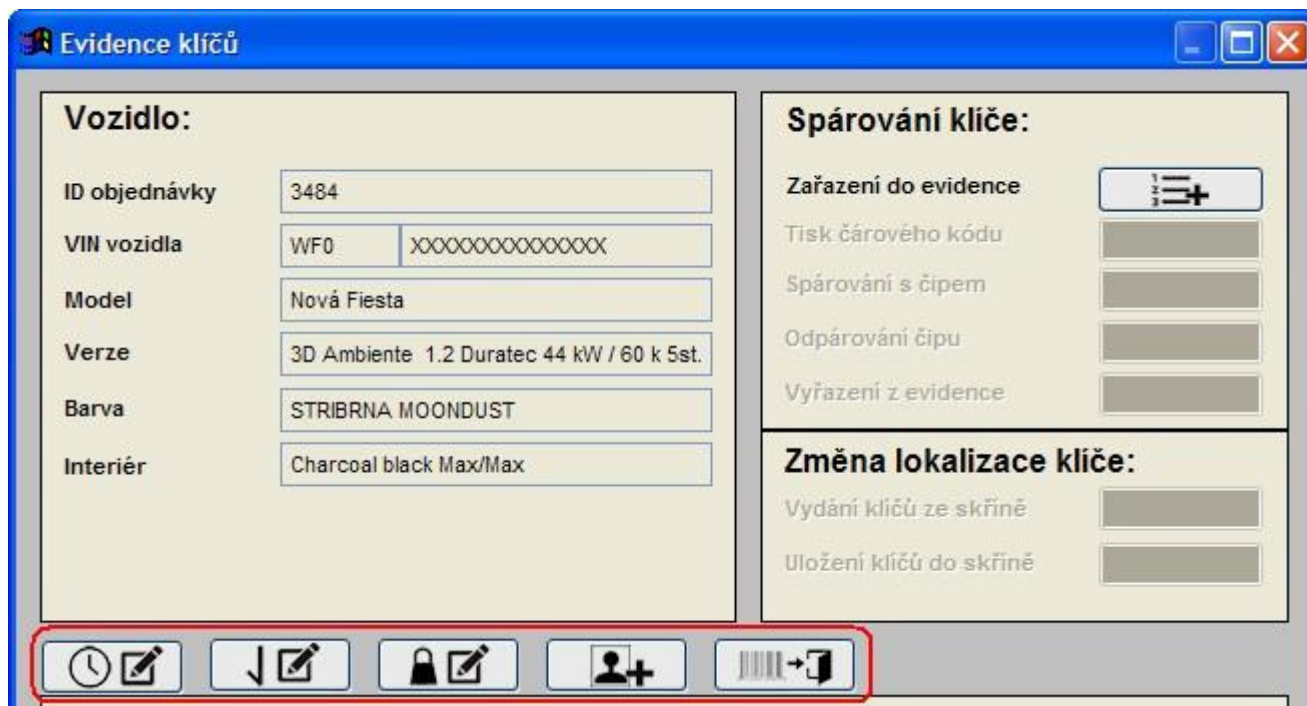 Evidence klíčů
Vozidlo:
ID objednávky 3484
VIN vozidla WF0 XXXXXXXXXXXXXX
Model Nová Fiesta
Verze 3D Ambiente 1.2 Duratec 44 kW / 60 k 5st.
Barva STRIBRNA MOONDUST
Interiér Charcoal black Max/Max
Spárování klíče:
Zařazení do evidence
Tisk čárového kódu
Spárování s čipem
Odpárování čipu
Vyřazení z evidence
Změna lokalizace klíče:
Vydání klíčů ze skříně
Uložení klíčů do skříně